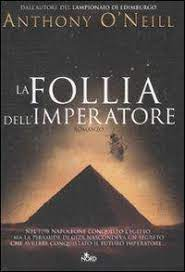 DALL'AUTORE DEL LAMPIONAIO DI EDIMBURGO
ANTHONY O'NEILL
LA
FOLLIA
DELL'IMPERATORE
ROMANZO
NEL 1798 NAPOLEONE CONQUISTÒ L'EGITTO
MA LA PIRAMIDE DI GIZA NASCONDEVA UN SEGRETO
CHE AVREBBE CONQUISTATO IL FUTURO IMPERATORE...
NORD